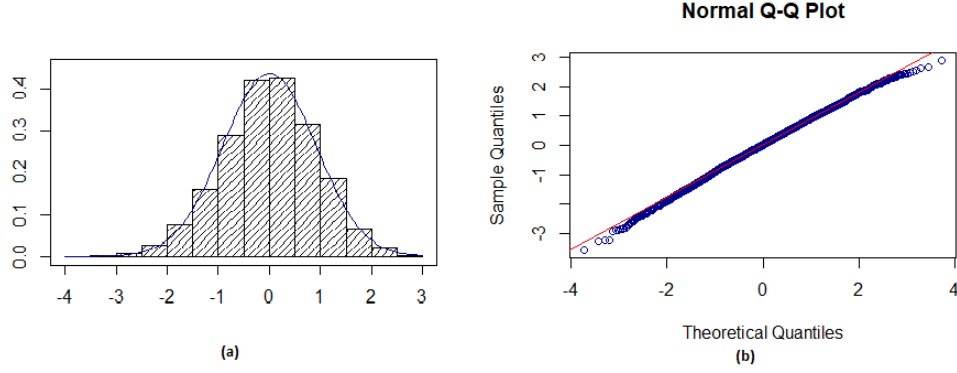 0.0 0.1 0.2 0.3 0.4
-4 -3 -2 -1 0 1 2 3
(a)
Normal Q-Q Plot
Sample Quantiles
-3 -1 0 1 2 3
-4 -2 0 2 4
Theoretical Quantiles
(b)